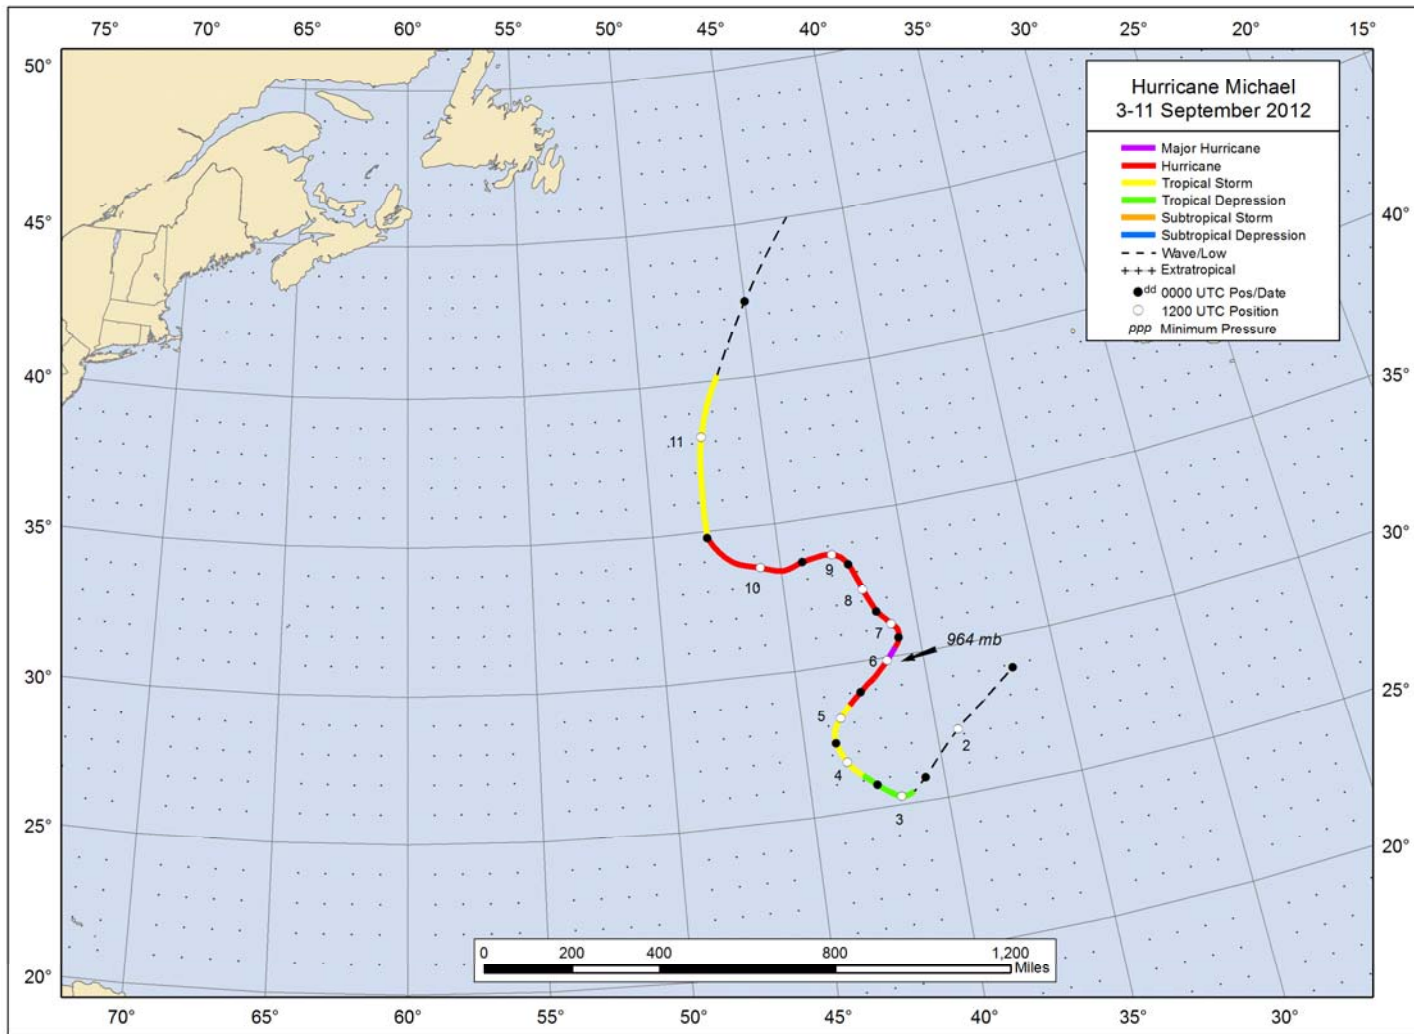 75° 70° 65° 60° 55° 50° 45° 40° 35° 30° 25° 20° 15°
50°
Hurricane Michael
3-11 September 2012
Major Hurricane
Hurricane
Tropical Storm
Tropical Depression
Subtropical Storm
Subtropical Depression
Wave/Low
Extratropical
dd 0000 UTC Pos/Date
1200 UTC Position
ppp Minimum Pressure
45° 40°
40° 35°
11
35° 30°
9
10
8
7
964 mb
6
30° 25°
5
2
4
3
25° 20°
0 200 400 800 1,200
Miles
20°
70° 65° 60° 55° 50° 45° 40° 35° 30°